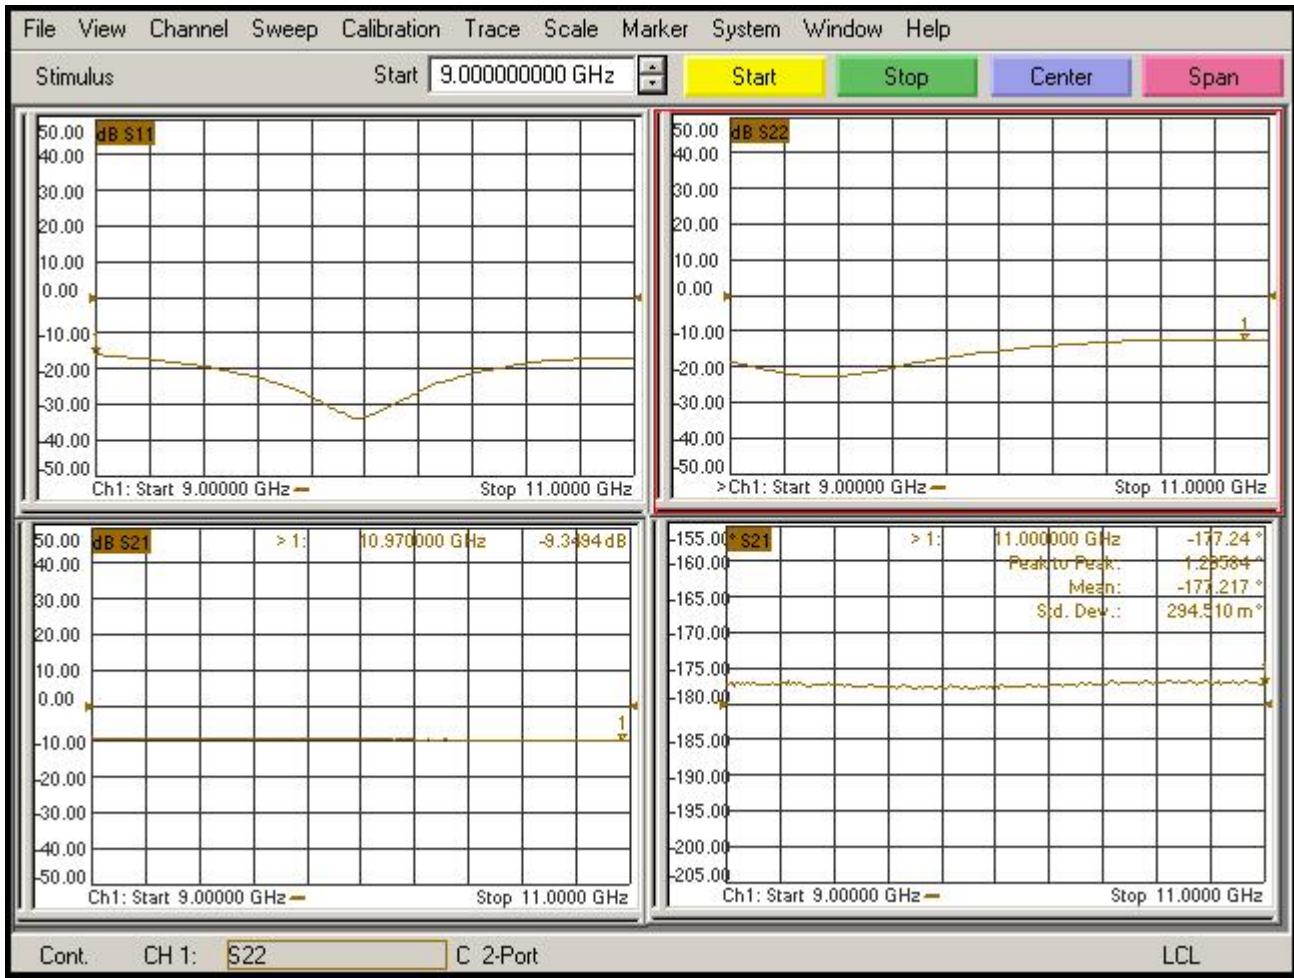 File View Channel Sweep Calibration Trace Scale Marker System Window Help
Stimulus Start 9.000000000 GHz Start Stop Center Span
50.00 dB S11
40.00
30.00
20.00
10.00
0.00
-10.00
-20.00
-30.00
-40.00
-50.00
Ch1: Start 9.00000 GHz Stop 11.0000 GHz
50.00 dB S22
40.00
30.00
20.00
10.00
0.00
1
-10.00
-20.00
-30.00
-40.00
-50.00
>Ch1: Start 9.00000 GHz Stop 11.0000 GHz
50.00 dB S21 > 1: 10.970000 GHz -9.3494 dB
40.00
30.00
20.00
10.00
0.00
1
-10.00
-20.00
-30.00
-40.00
-50.00
Ch1: Start 9.00000 GHz Stop 11.0000 GHz
-155.00 ° S21 > 1: 11.000000 GHz -177.24 °
-160.00 Peak to Peak: 1.29584 °
-165.00 Mean: -177.217 °
Std. Dev.: 294.510 m°
-170.00
-175.00
-180.00
-185.00
-190.00
-195.00
-200.00
-205.00
Ch1: Start 9.00000 GHz Stop 11.0000 GHz
Cont. CH 1: S22 C 2-Port LCL